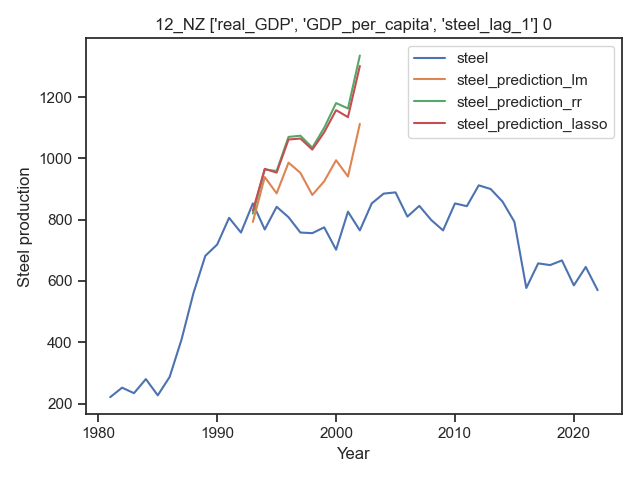 12_NZ ['real_GDP', 'GDP_per_capita', 'steel_lag_1'] 0
steel
steel_prediction_lm
steel_prediction_rr
steel_prediction_lasso
1200
1000
800
600
400
200
Steel production
1980
1990
2000
2010
2020
Year